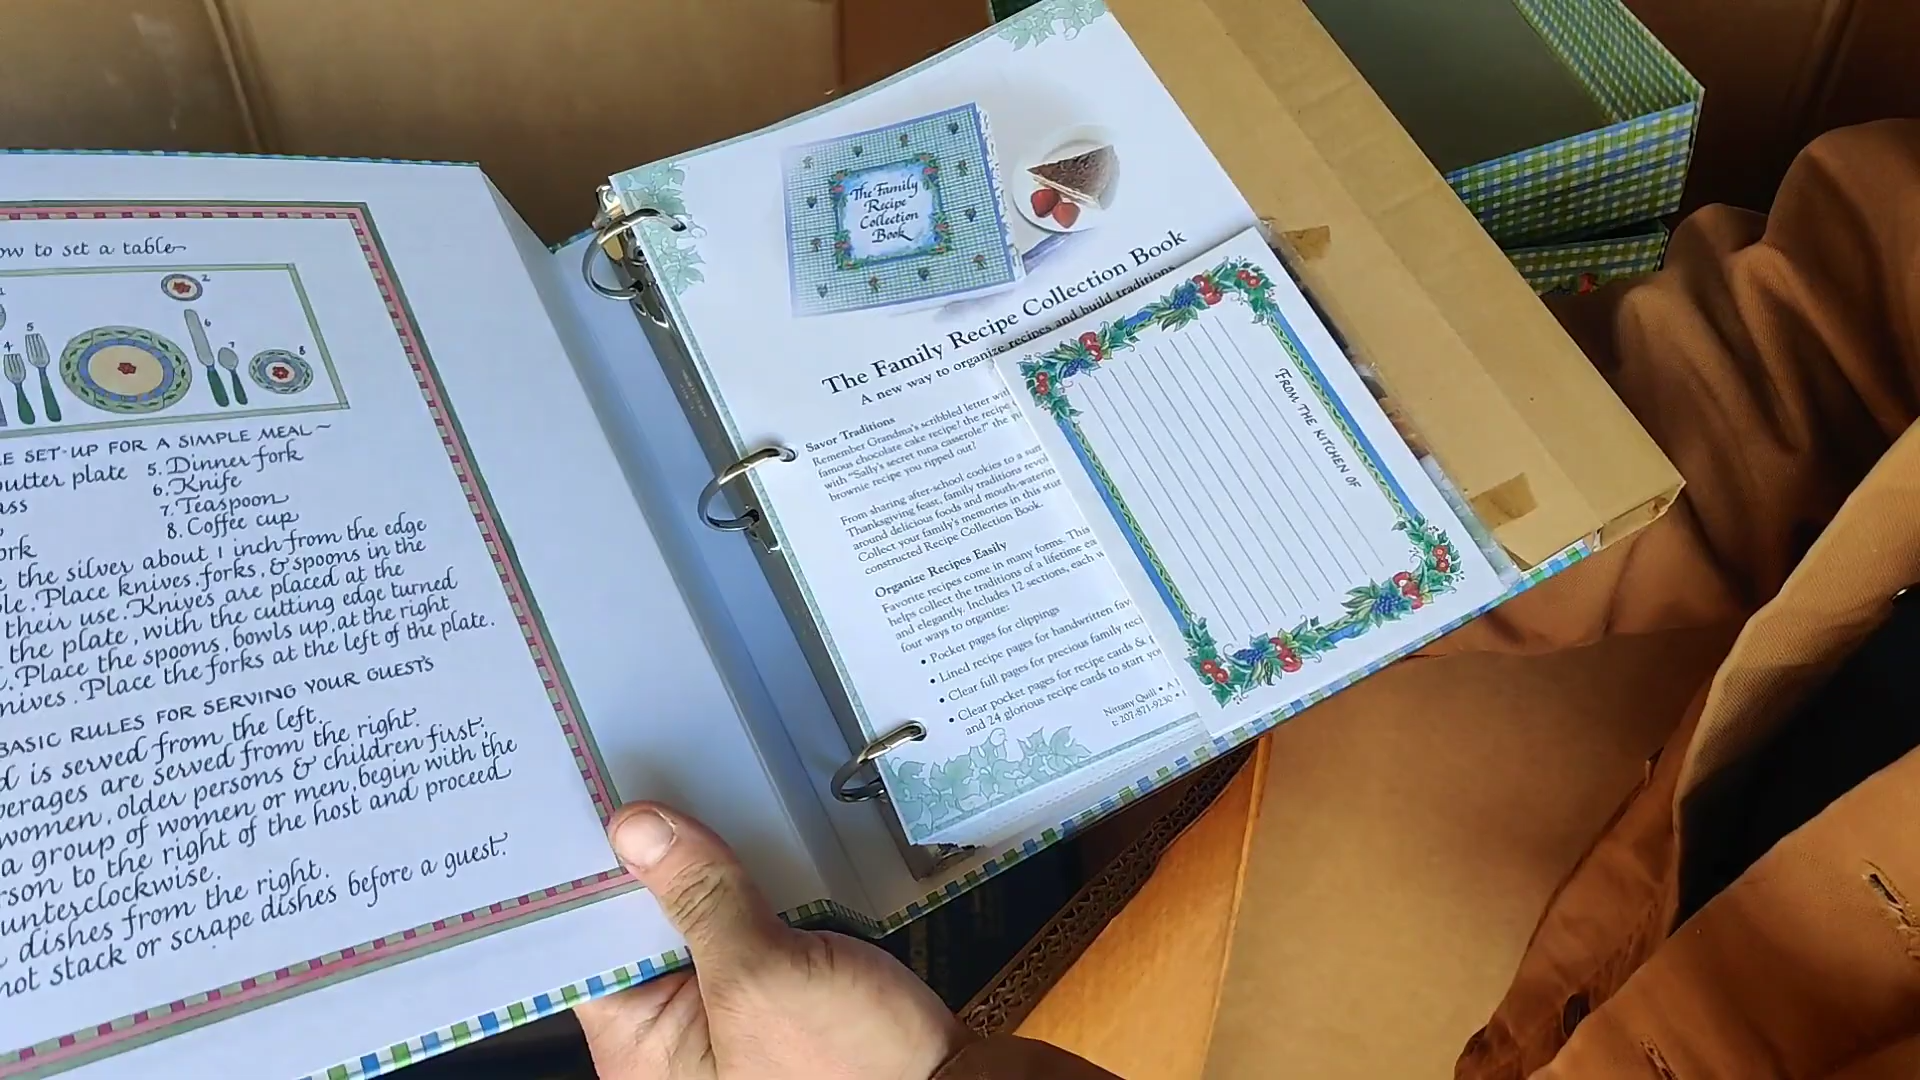 ow to set a table
1
2
4
5
6
7
8
E SET-UP FOR A SIMPLE MEAL~
utter plate 5. Dinner fork
ass 6. Knife
7. Teaspoon
ork 8. Coffee cup
the silver about 1 inch from the edge
le. Place knives, forks, & spoons in the
their use. Knives are placed at the
the plate, with the cutting edge turned
. Place the spoons, bowls up, at the right
nives. Place the forks at the left of the plate.
BASIC RULES FOR SERVING YOUR GUESTS
d is served from the left.
verages are served from the right.
women, older persons & children first;
a group of women or men, begin with the
rson to the right of the host and proceed
unterclockwise.
dishes from the right.
not stack or scrape dishes before a guest.
The Family
Recipe
Collection
Book
The Family Recipe Collection Book
A new way to organize recipes and build traditions
Savor Traditions
Remember Grandma's scribbled letter wit
famous chocolate cake recipe? the recipe
with "Sally's secret tuna casserole?" the
brownie recipe you ripped out?
From sharing after-school cookies to a
Thanksgiving feast, family traditions revol
around delicious foods and mouth-waterin
Collect your family's memories in this stur
constructed Recipe Collection Book.
Organize Recipes Easily
Favorite recipes come in many forms. This
helps collect the traditions of a lifetime ea
and elegantly. Includes 12 sections, each w
four ways to organize:
• Pocket pages for clippings
• Lined recipe pages for handwritten fav
• Clear full pages for precious family reci
• Clear pocket pages for recipe cards &
and 24 glorious recipe cards to start yo
Nittany Quill • A
t: 207-871-9230 •
FROM THE KITCHEN OF